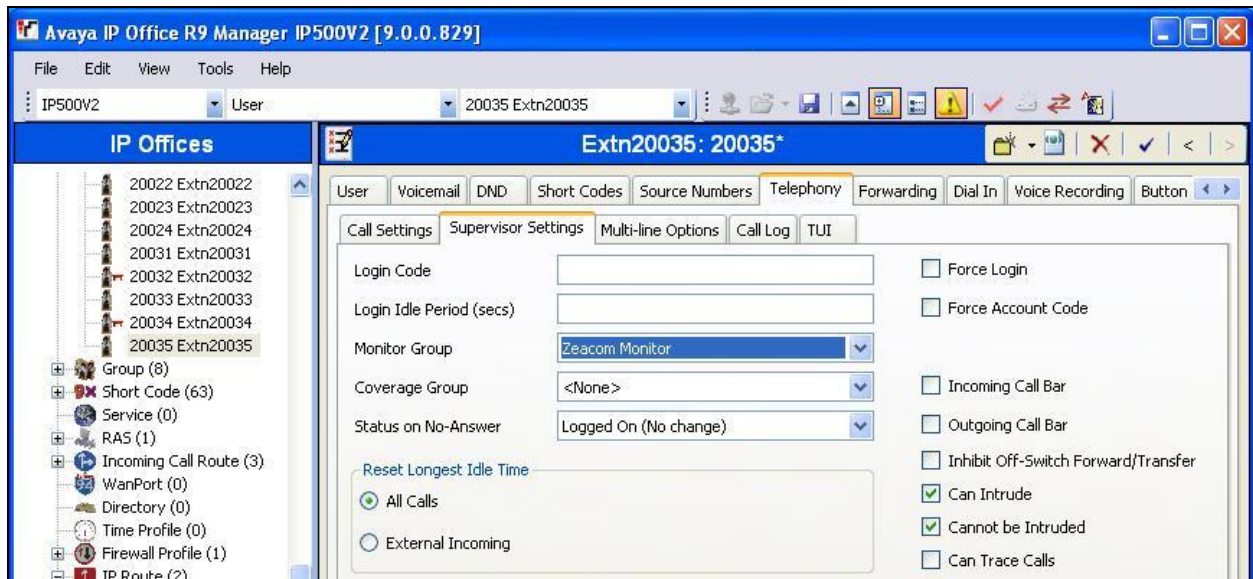 Avaya IP Office R9 Manager IP500V2 [9.0.0.829]
File Edit View Tools Help
IP500V2 User 20035 Extn20035
IP Offices
20022 Extn20022
20023 Extn20023
20024 Extn20024
20031 Extn20031
20032 Extn20032
20033 Extn20033
20034 Extn20034
20035 Extn20035
Group (8)
Short Code (63)
Service (0)
RAS (1)
Incoming Call Route (3)
WanPort (0)
Directory (0)
Time Profile (0)
Firewall Profile (1)
IP Route (2)
Extn20035: 20035*
User Voicemail DND Short Codes Source Numbers Telephony Forwarding Dial In Voice Recording Button
Call Settings Supervisor Settings Multi-line Options Call Log TUI
Login Code
Login Idle Period (secs)
Monitor Group Zeacom Monitor
Coverage Group <None>
Status on No-Answer Logged On (No change)
Reset Longest Idle Time
All Calls
External Incoming
Force Login
Force Account Code
Incoming Call Bar
Outgoing Call Bar
Inhibit Off-Switch Forward/Transfer
Can Intrude
Cannot be Intruded
Can Trace Calls